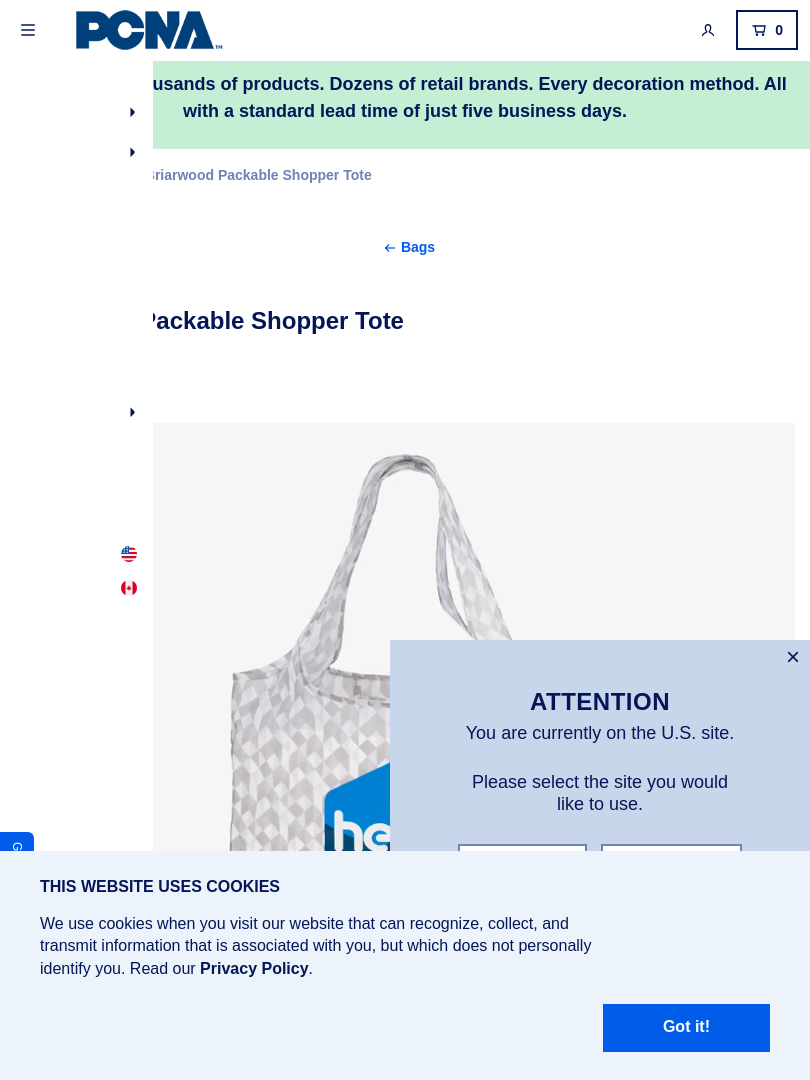 PCNA
0
of products. Dozens of retail brands. Every decoration method. All
with a standard lead time of just five business days.
Packable Shopper Tote
Bags
Packable Shopper Tote
ATTENTION
You are currently on the U.S. site.
Please select the site you would
like to use.
THIS WEBSITE USES COOKIES
We use cookies when you visit our website that can recognize, collect, and
transmit information that is associated with you, but which does not personally
identify you. Read our Privacy Policy.
Got it!